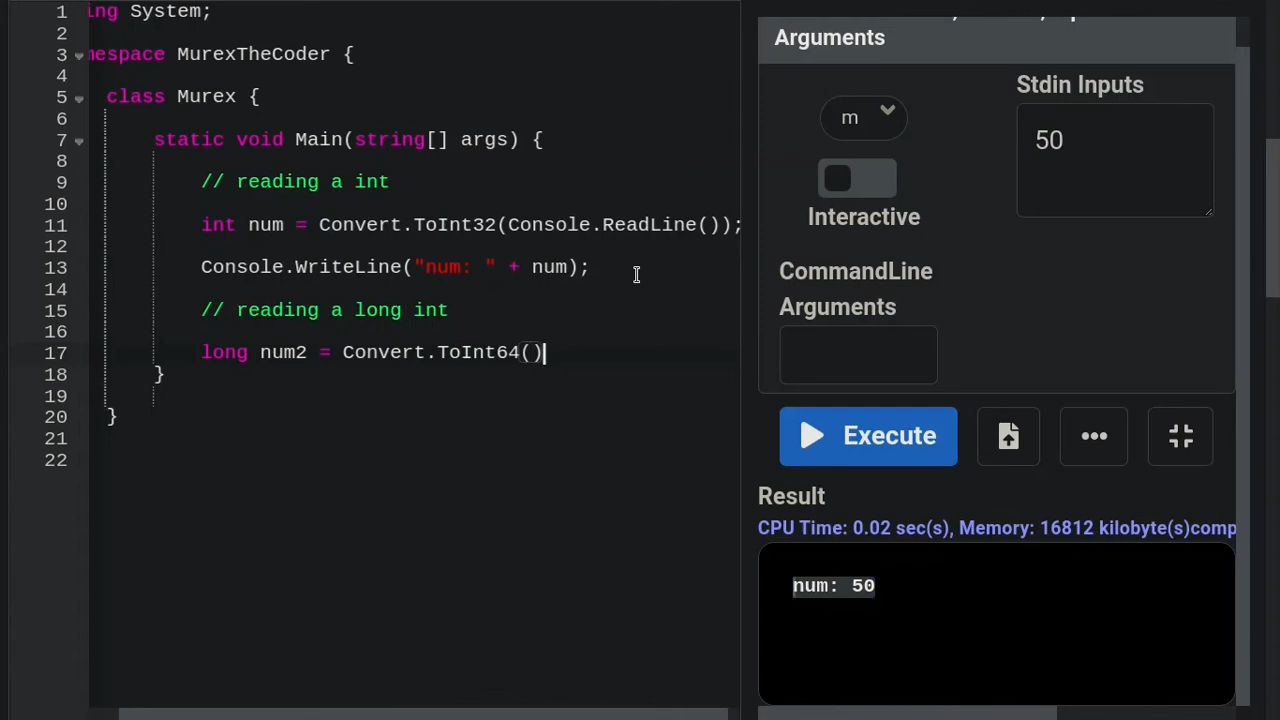 1 ing System;
2
3 mespace MurexTheCoder {
4
5 class Murex {
6
7 static void Main(string[] args) {
8
9 // reading a int
10
11 int num = Convert.ToInt32(Console.ReadLine());
12
13 Console.WriteLine("num: " + num);
14
15 // reading a long int
16
17 long num2 = Convert.ToInt64()
18 }
19
20 }
21
22
Arguments
Stdin Inputs
m
50
Interactive
CommandLine
Arguments
Execute
Result
CPU Time: 0.02 sec(s), Memory: 16812 kilobyte(s)comp
num: 50